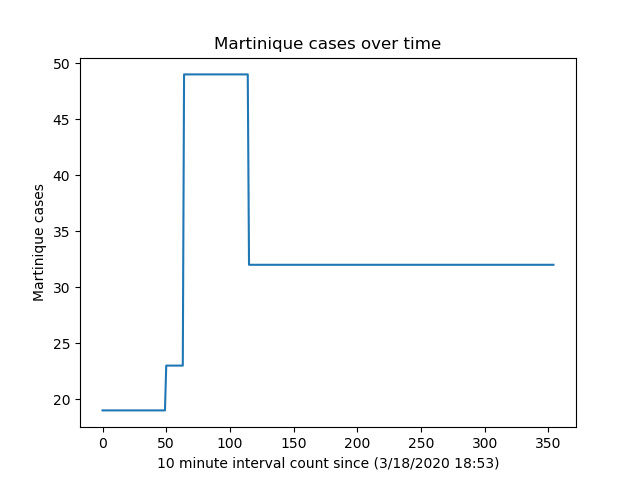 Martinique cases over time
50
45
40
35
30
25
20
Martinique cases
0 50 100 150 200 250 300 350
10 minute interval count since (3/18/2020 18:53)